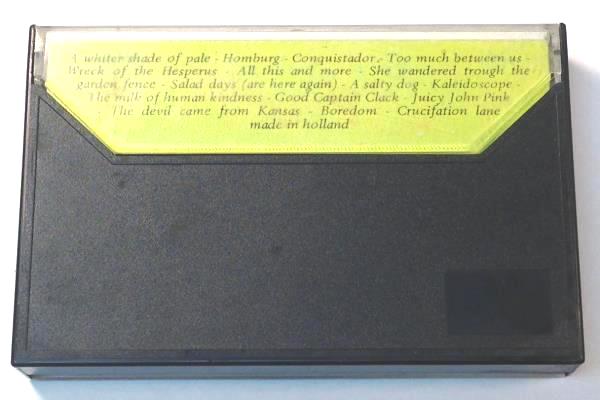 A whiter shade of pale - Homburg - Conquistador - Too much between us -
Wreck of the Hesperus - All this and more - She wandered trough the
garden fence - Salad days (are here again) - A salty dog - Kaleidoscope -
The milk of human kindness - Good Captain Clack - Juicy John Pink
- The devil came from Kansas - Boredom - Crucifation lane
made in holland